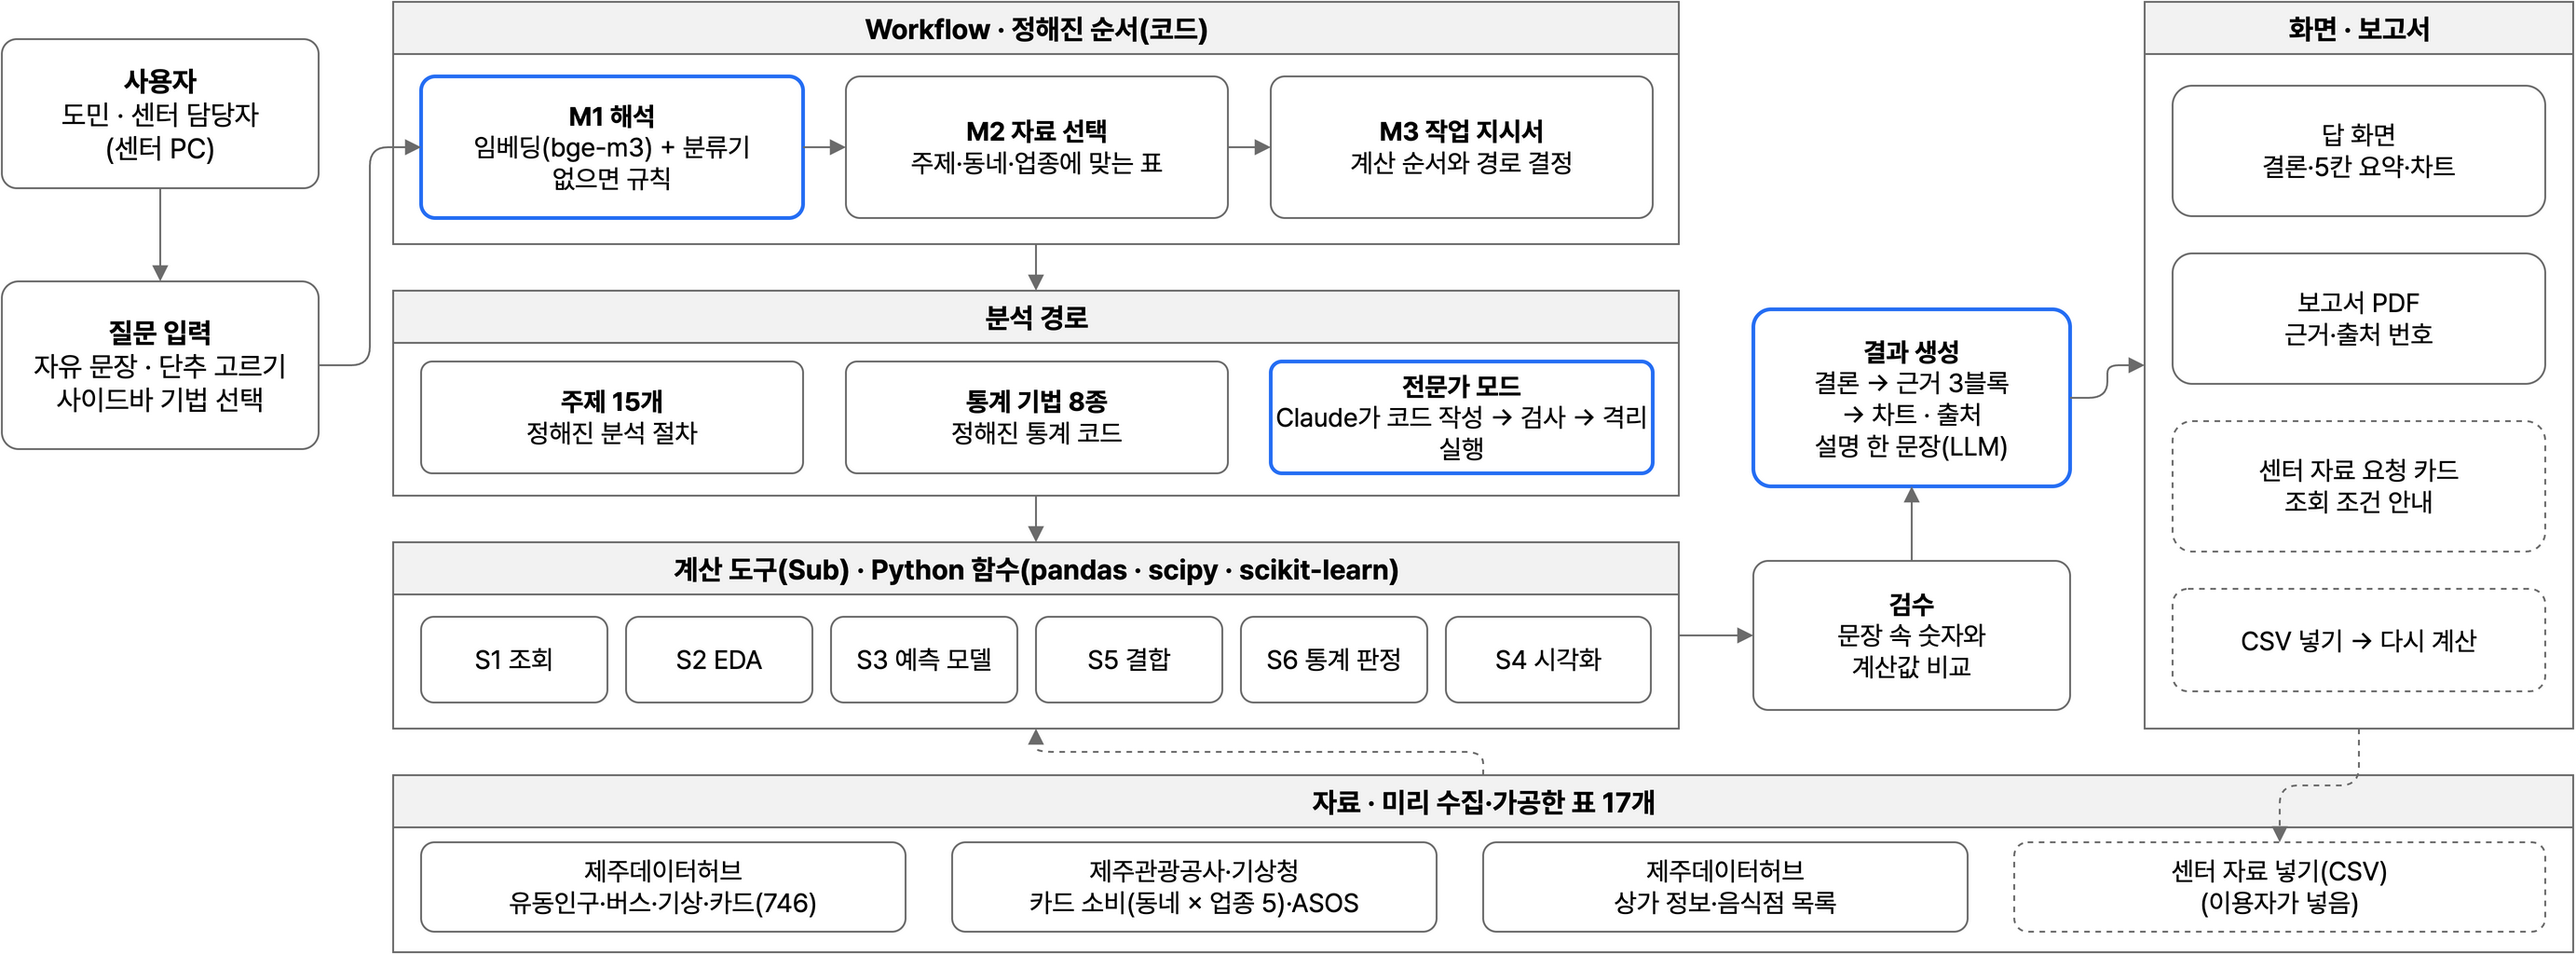 사용자
도민 · 센터 담당자
(센터 PC)
질문 입력
자유 문장 · 단추 고르기
사이드바 기법 선택
Workflow · 정해진 순서(코드)
M1 해석
임베딩(bge-m3) + 분류기
없으면 규칙
M2 자료 선택
주제·동네·업종에 맞는 표
M3 작업 지시서
계산 순서와 경로 결정
분석 경로
주제 15개
정해진 분석 절차
통계 기법 8종
정해진 통계 코드
전문가 모드
Claude가 코드 작성 → 검사 → 격리
실행
계산 도구(Sub) · Python 함수(pandas · scipy · scikit-learn)
S1 조회
S2 EDA
S3 예측 모델
S5 결합
S6 통계 판정
S4 시각화
결과 생성
결론 → 근거 3블록
→ 차트 · 출처
설명 한 문장(LLM)
검수
문장 속 숫자와
계산값 비교
화면 · 보고서
답 화면
결론·5칸 요약·차트
보고서 PDF
근거·출처 번호
센터 자료 요청 카드
조회 조건 안내
CSV 넣기 → 다시 계산
자료 · 미리 수집·가공한 표 17개
제주데이터허브
유동인구·버스·기상·카드(746)
제주관광공사·기상청
카드 소비(동네 × 업종 5)·ASOS
제주데이터허브
상가 정보·음식점 목록
센터 자료 넣기(CSV)
(이용자가 넣음)